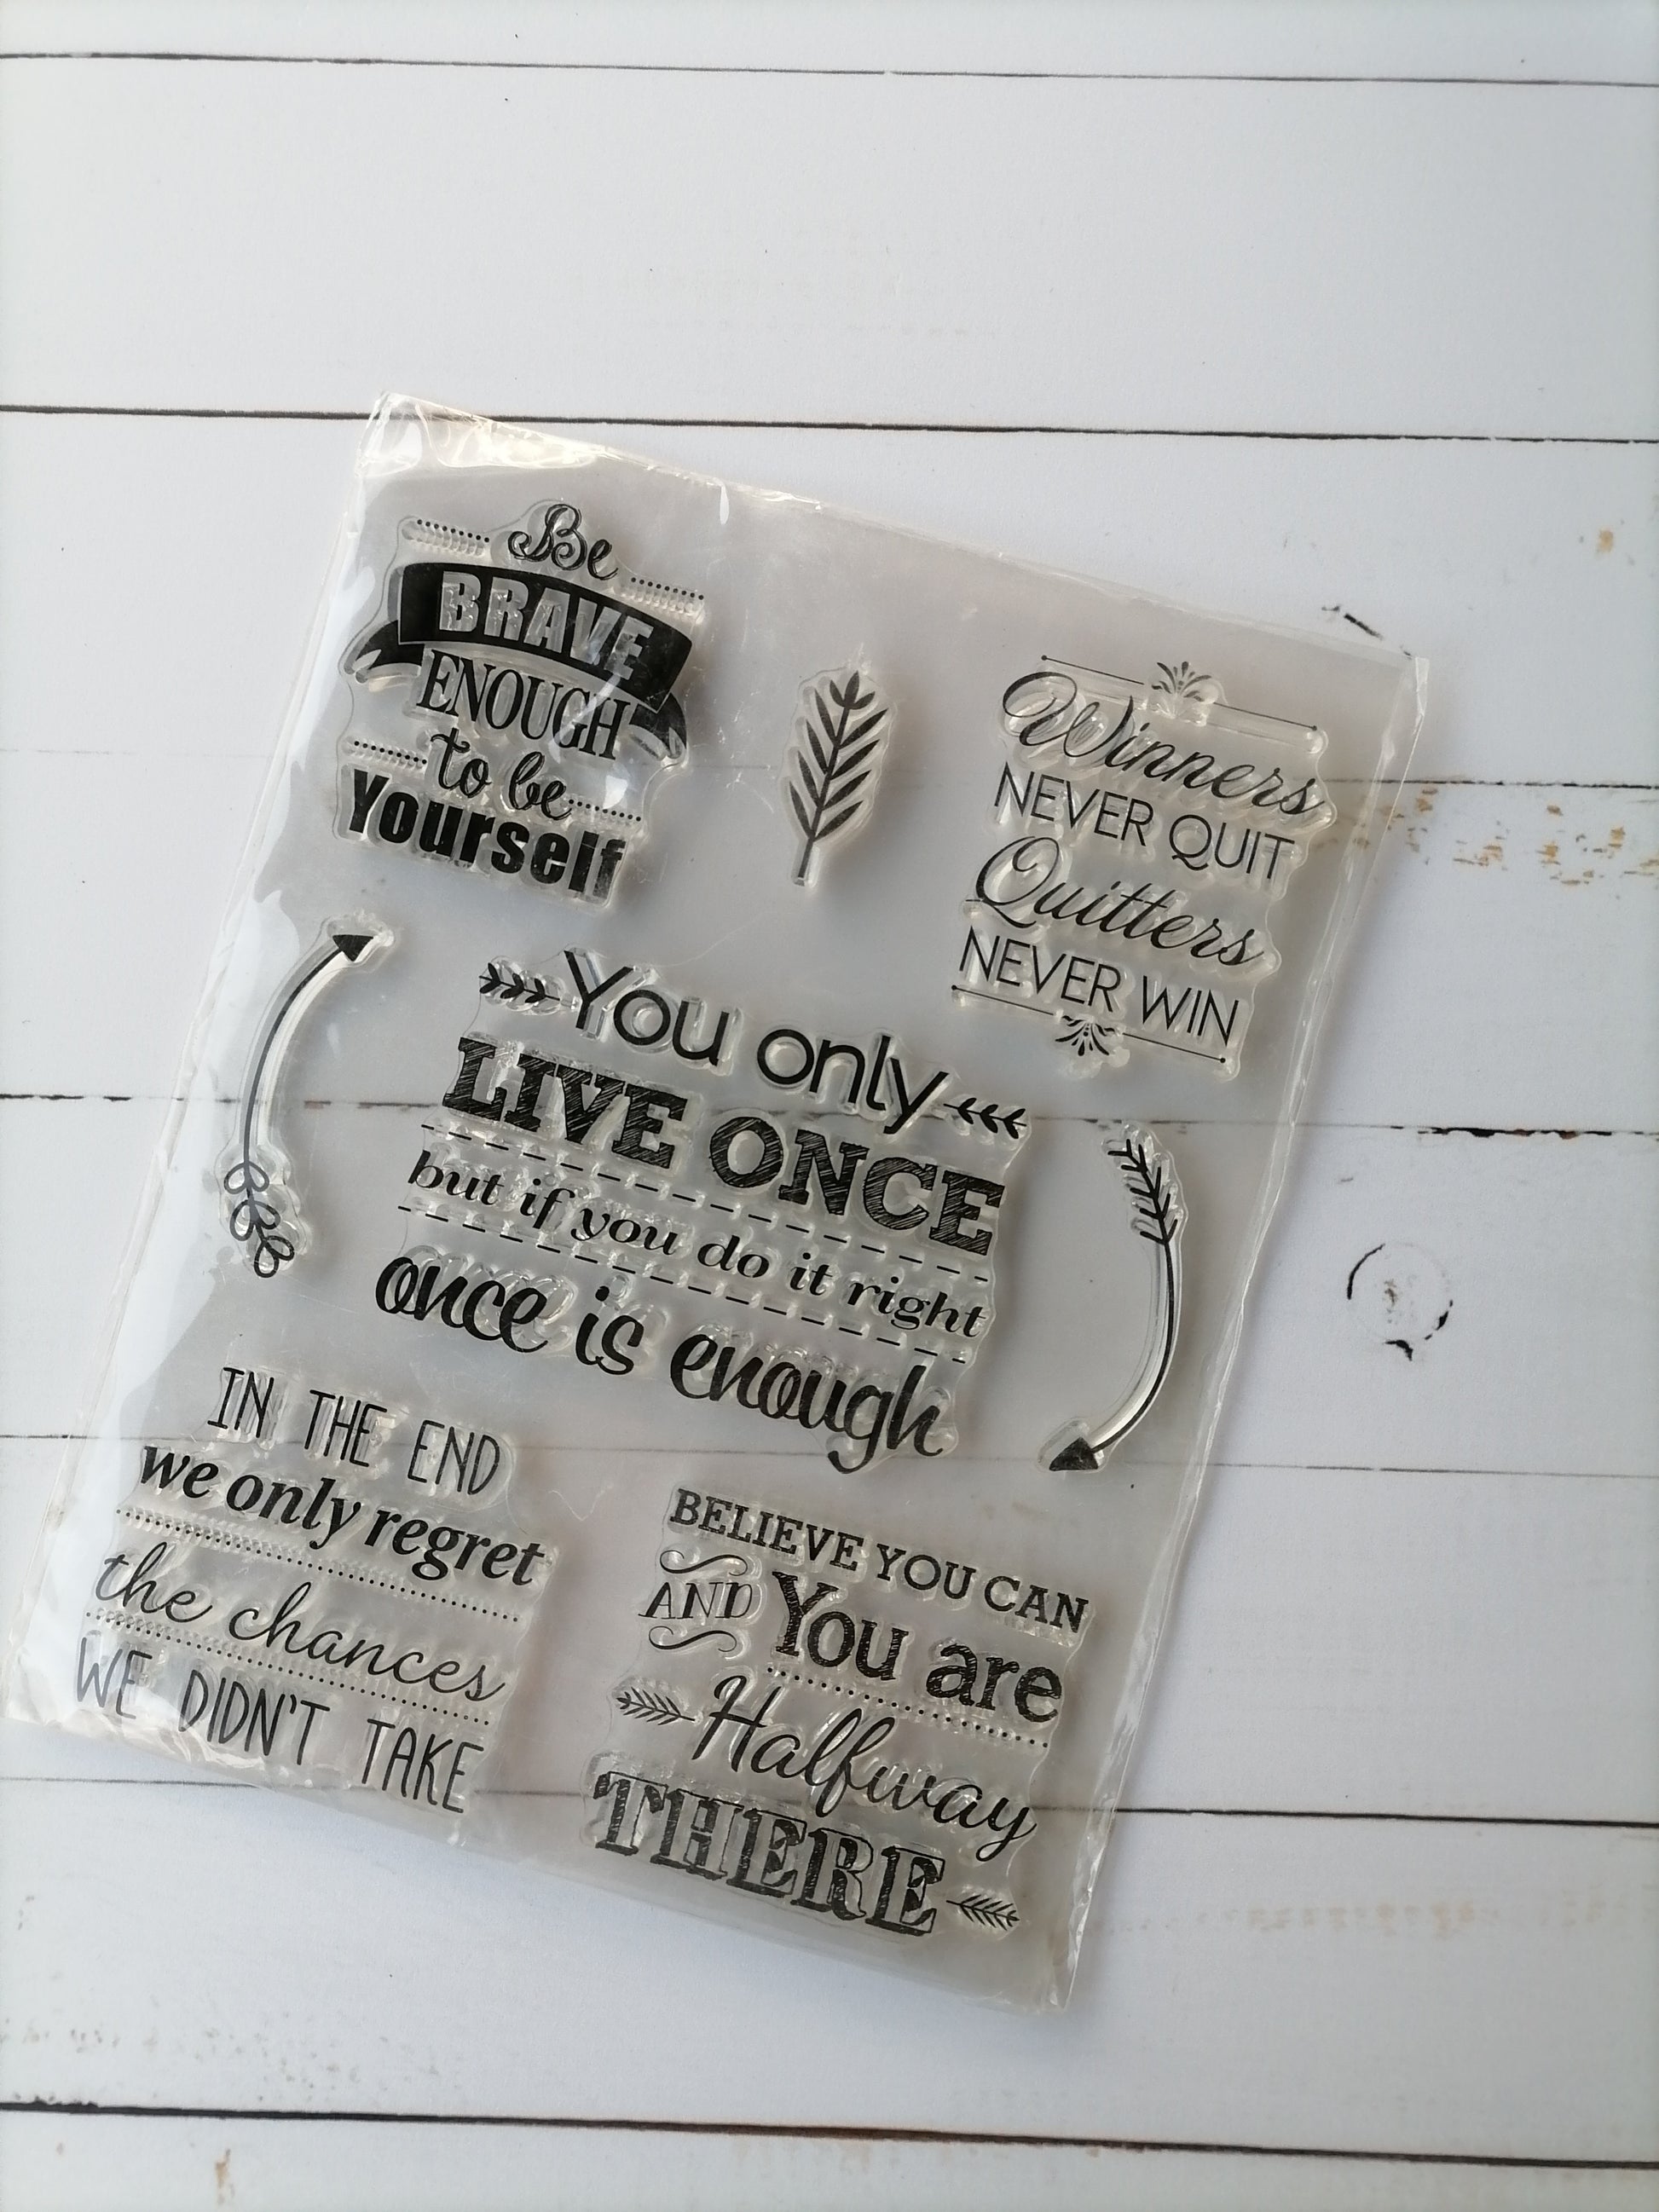 Be
BRAVE
ENOUGH
to be
Yourself
Winners
NEVER QUIT
Quitters
NEVER WIN
You only
LIVE ONCE
but if you do it right
once is enough
IN THE END
we only regret
the chances
WE DIDN'T TAKE
BELIEVE YOU CAN
AND You are
Halfway
THERE